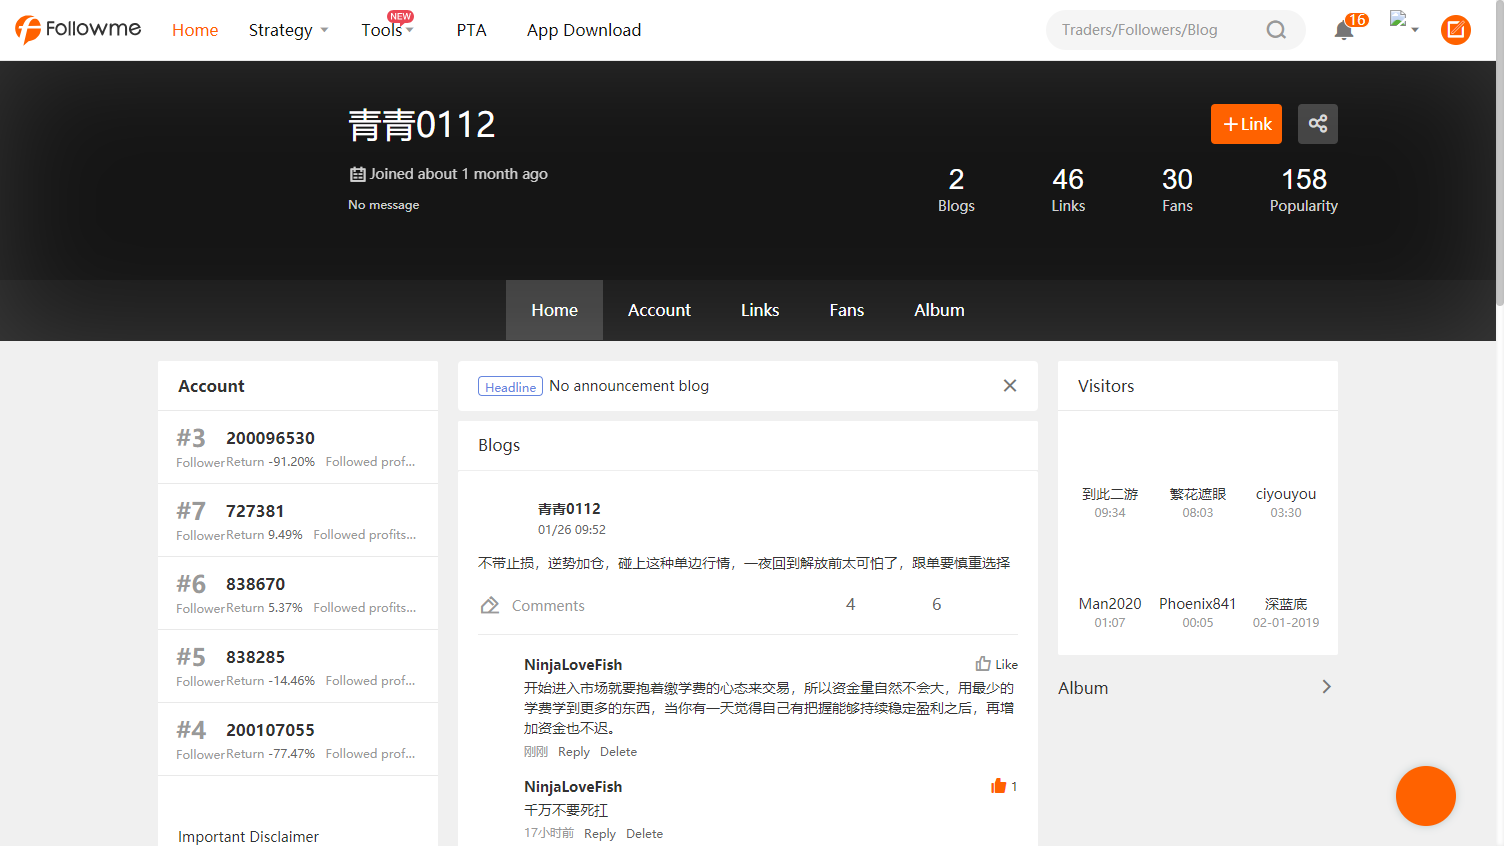 Followme
Home
Strategy
Tools
NEW
PTA
App Download
Traders/Followers/Blog
16
青青0112
+Link
Joined about 1 month ago
No message
2
Blogs
46
Links
30
Fans
158
Popularity
Home
Account
Links
Fans
Album
Account
#3 200096530
Follower Return -91.20% Followed prof...
#7 727381
Follower Return 9.49% Followed profits...
#6 838670
Follower Return 5.37% Followed profits...
#5 838285
Follower Return -14.46% Followed prof...
#4 200107055
Follower Return -77.47% Followed prof...
Important Disclaimer
Headline No announcement blog
Blogs
青青0112
01/26 09:52
不带止损，逆势加仓，碰上这种单边行情，一夜回到解放前太可怕了，跟单要慎重选择
Comments 4 6
NinjaLoveFish Like
开始进入市场就要抱着缴学费的心态来交易，所以资金量自然不会大，用最少的
学费学到更多的东西，当你有一天觉得自己有把握能够持续稳定盈利之后，再增
加资金也不迟。
刚刚 Reply Delete
NinjaLoveFish 1
千万不要死扛
17小时前 Reply Delete
Visitors
到此二游 繁花遮眼 ciyouyou
09:34 08:03 03:30
Man2020 Phoenix841 深蓝底
01:07 00:05 02-01-2019
Album